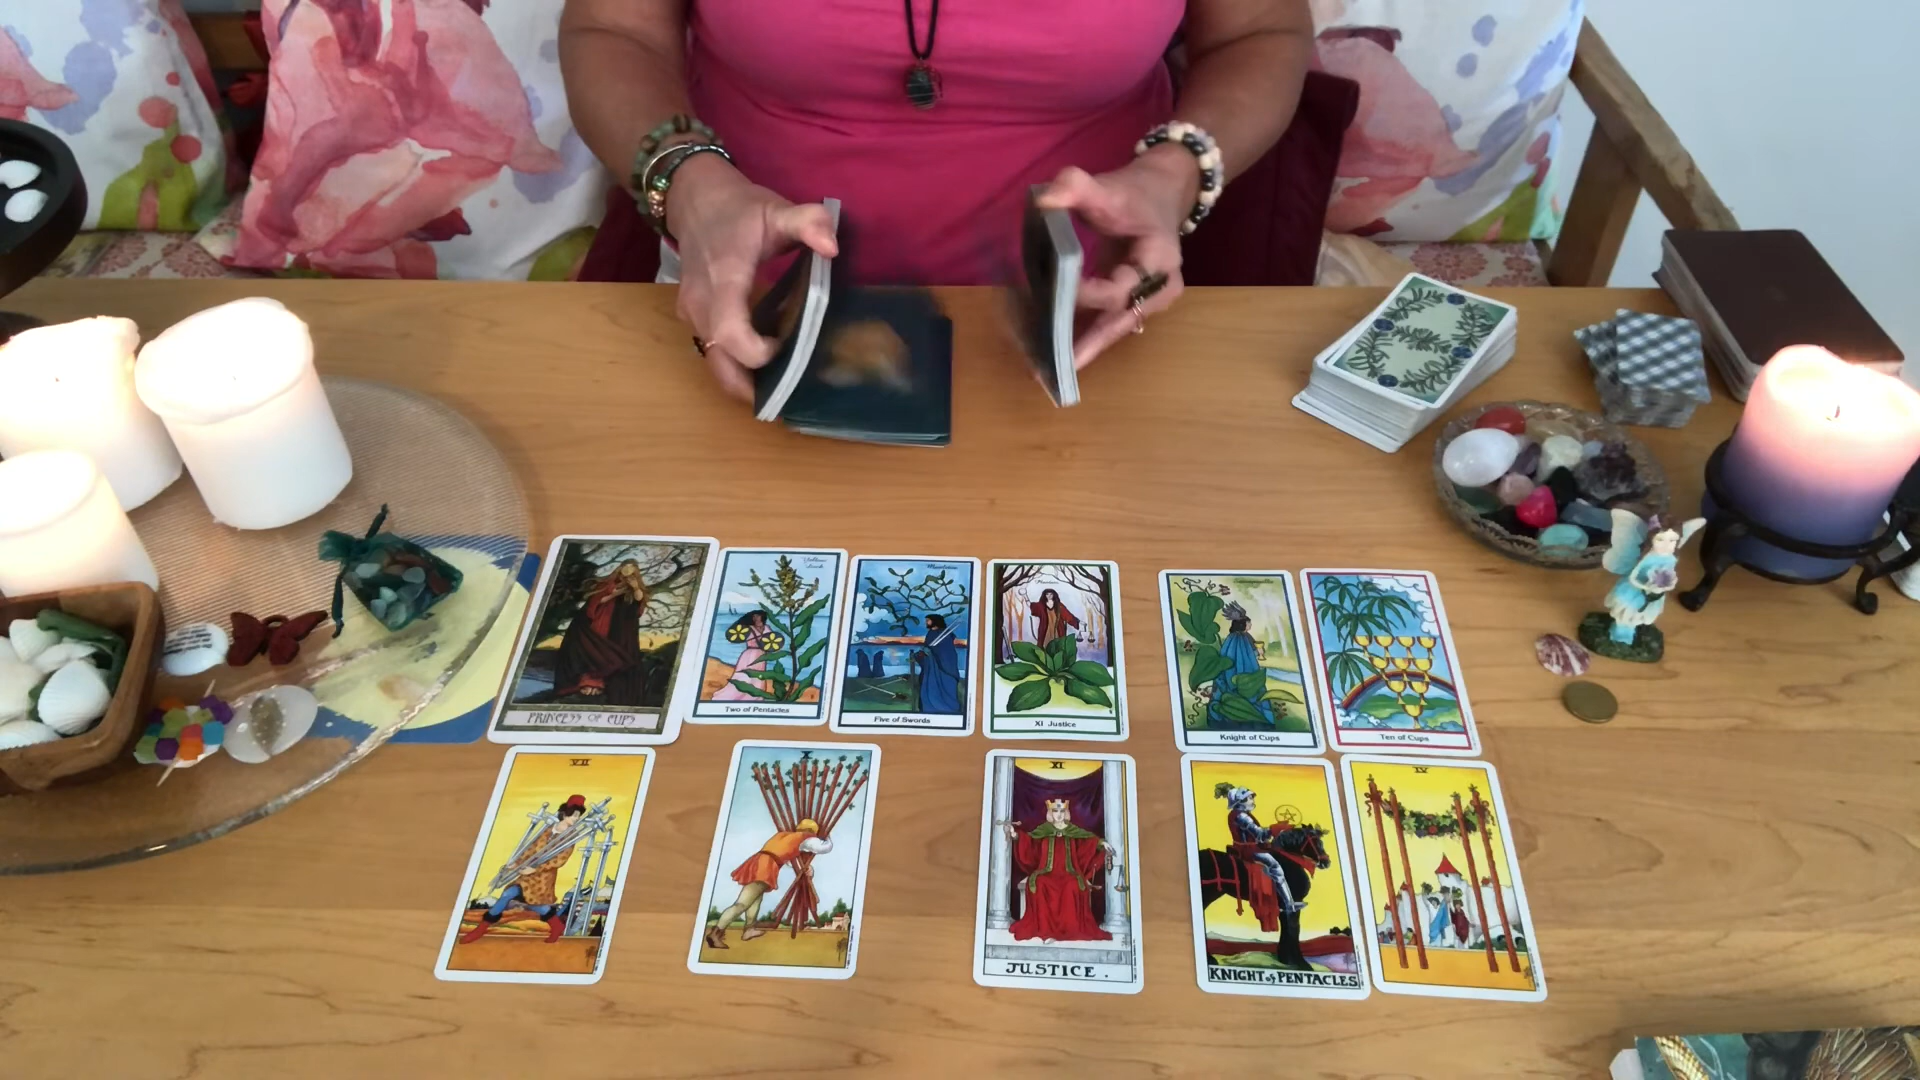 PRINCESS OF CUPS
Two of Pentacles
Five of Swords
XI Justice
Knight of Cups
Ten of Cups
VII
X
XI
JUSTICE.
KNIGHT of PENTACLES
IV